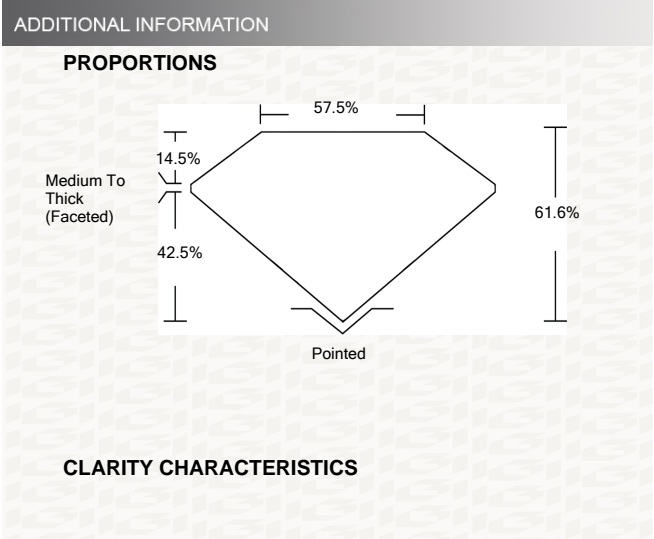 ADDITIONAL INFORMATION
PROPORTIONS
57.5%
14.5%
Medium To
Thick
(Faceted)
61.6%
42.5%
Pointed
CLARITY CHARACTERISTICS